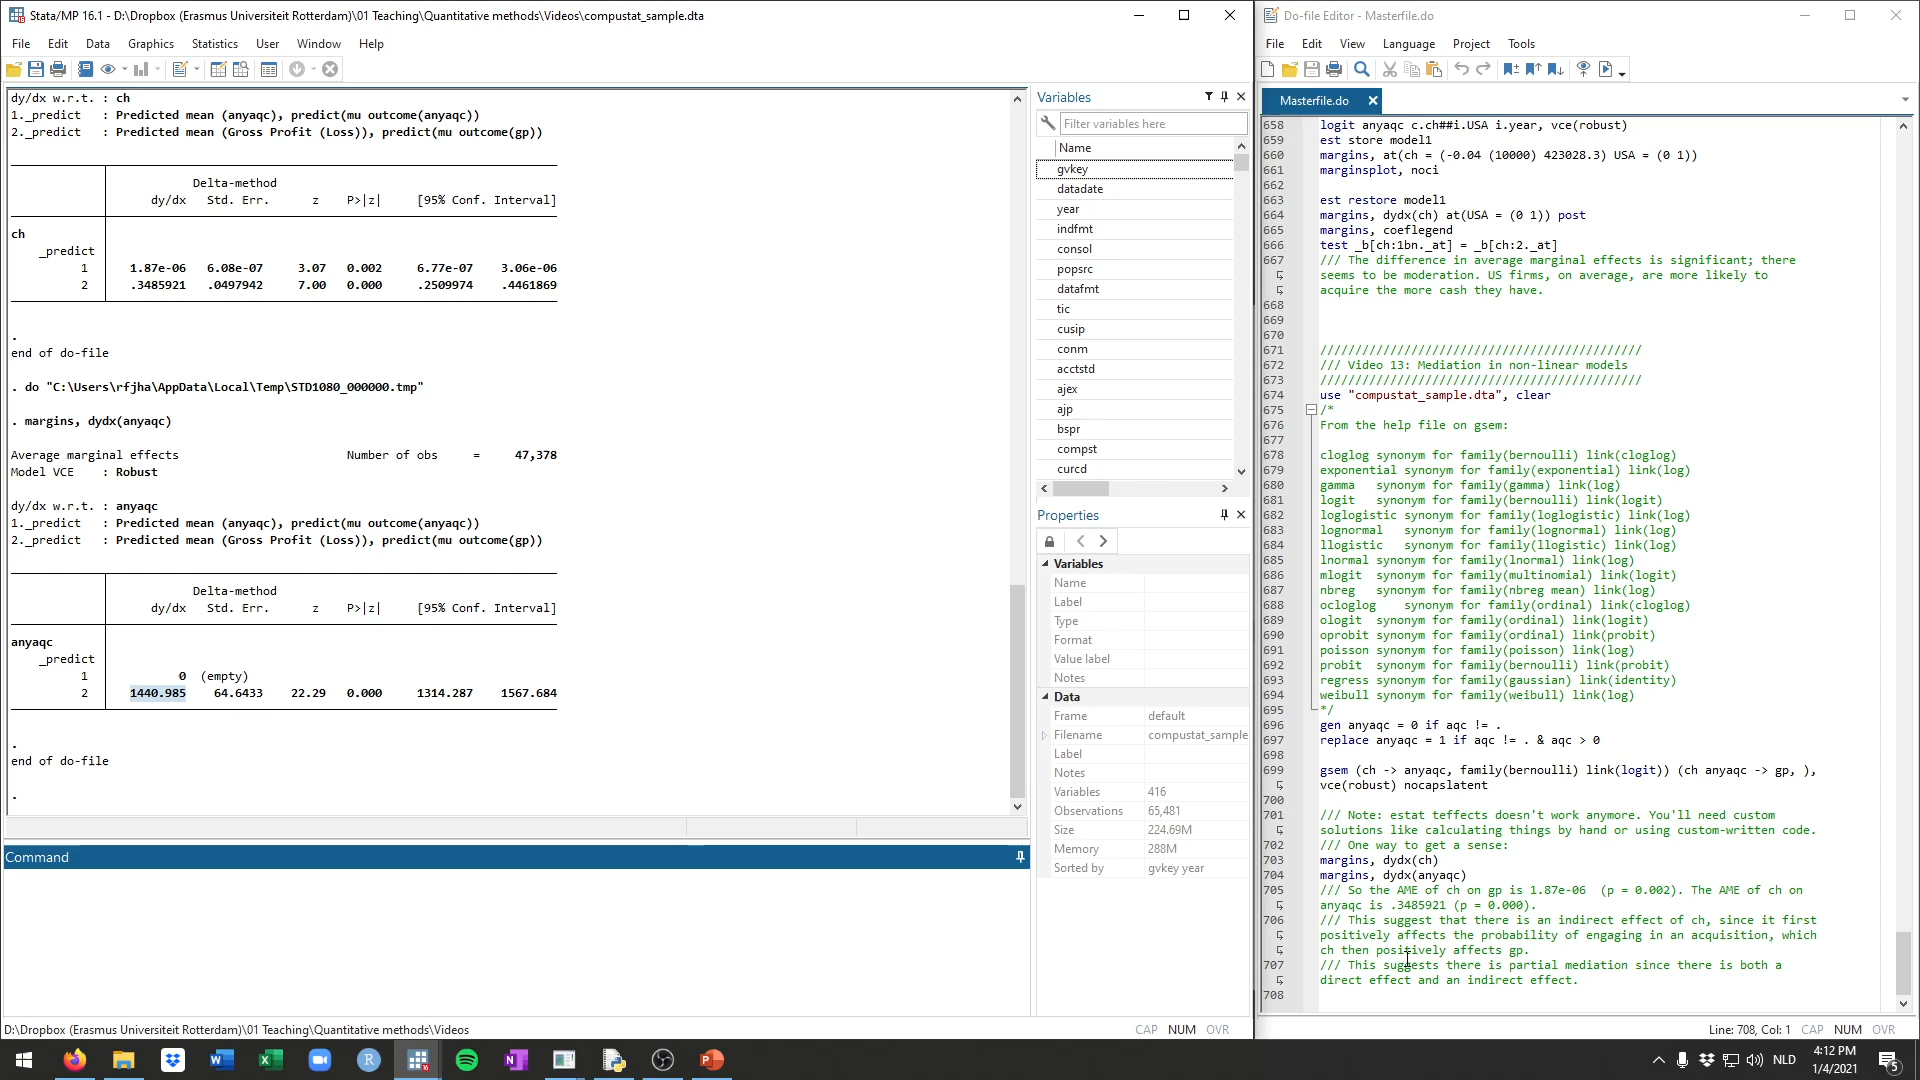 Stata/MP 16.1 - D:\Dropbox (Erasmus Universiteit Rotterdam)\01 Teaching\Quantitative methods\Videos\compustat_sample.dta
File Edit Data Graphics Statistics User Window Help
dy/dx w.r.t. : ch
1._predict : Predicted mean (anyaqc), predict(mu outcome(anyaqc))
2._predict : Predicted mean (Gross Profit (Loss)), predict(mu outcome(gp))
Delta-method
dy/dx Std. Err. z P>|z| [95% Conf. Interval]
ch
_predict
1 1.87e-06 6.08e-07 3.07 0.002 6.77e-07 3.06e-06
2 .3485921 .0497942 7.00 0.000 .2509974 .4461869
.
end of do-file
. do "C:\Users\rfjha\AppData\Local\Temp\STD1080_000000.tmp"
. margins, dydx(anyaqc)
Average marginal effects Number of obs = 47,378
Model VCE : Robust
dy/dx w.r.t. : anyaqc
1._predict : Predicted mean (anyaqc), predict(mu outcome(anyaqc))
2._predict : Predicted mean (Gross Profit (Loss)), predict(mu outcome(gp))
Delta-method
dy/dx Std. Err. z P>|z| [95% Conf. Interval]
anyaqc
_predict
1 0 (empty)
2 1440.985 64.6433 22.29 0.000 1314.287 1567.684
.
end of do-file
.
Command
D:\Dropbox (Erasmus Universiteit Rotterdam)\01 Teaching\Quantitative methods\Videos
CAP NUM OVR
Variables
Filter variables here
Name
gvkey
datadate
year
indfmt
consol
popsrc
datafmt
tic
cusip
conm
acctstd
ajex
ajp
bspr
compst
curcd
Properties
Variables
Name
Label
Type
Format
Value label
Notes
Data
Frame default
Filename compustat_sample
Label
Notes
Variables 416
Observations 65,481
Size 224.69M
Memory 288M
Sorted by gvkey year
Do-file Editor - Masterfile.do
File Edit View Language Project Tools
Masterfile.do
658 logit anyaqc c.ch##i.USA i.year, vce(robust)
659 est store model1
660 margins, at(ch = (-0.04 (10000) 423028.3) USA = (0 1))
661 marginsplot, noci
662
663 est restore model1
664 margins, dydx(ch) at(USA = (0 1)) post
665 margins, coeflegend
666 test _b[ch:1bn._at] = _b[ch:2._at]
667 /// The difference in average marginal effects is significant; there
seems to be moderation. US firms, on average, are more likely to
acquire the more cash they have.
668
669
670
671 //////////////////////////////////////////////
672 /// Video 13: Mediation in non-linear models
673 //////////////////////////////////////////////
674 use "compustat_sample.dta", clear
675 /*
676 From the help file on gsem:
677
678 cloglog synonym for family(bernoulli) link(cloglog)
679 exponential synonym for family(exponential) link(log)
680 gamma synonym for family(gamma) link(log)
681 logit synonym for family(bernoulli) link(logit)
682 loglogistic synonym for family(loglogistic) link(log)
683 lognormal synonym for family(lognormal) link(log)
684 llogistic synonym for family(llogistic) link(log)
685 lnormal synonym for family(lnormal) link(log)
686 mlogit synonym for family(multinomial) link(logit)
687 nbreg synonym for family(nbreg mean) link(log)
688 ocloglog synonym for family(ordinal) link(cloglog)
689 ologit synonym for family(ordinal) link(logit)
690 oprobit synonym for family(ordinal) link(probit)
691 poisson synonym for family(poisson) link(log)
692 probit synonym for family(bernoulli) link(probit)
693 regress synonym for family(gaussian) link(identity)
694 weibull synonym for family(weibull) link(log)
695 */
696 gen anyaqc = 0 if aqc != .
697 replace anyaqc = 1 if aqc != . & aqc > 0
698
699 gsem (ch -> anyaqc, family(bernoulli) link(logit)) (ch anyaqc -> gp, ),
vce(robust) nocapslatent
700
701 /// Note: estat teffects doesn't work anymore. You'll need custom
solutions like calculating things by hand or using custom-written code.
702 /// One way to get a sense:
703 margins, dydx(ch)
704 margins, dydx(anyaqc)
705 /// So the AME of ch on gp is 1.87e-06 (p = 0.002). The AME of ch on
anyaqc is .3485921 (p = 0.000).
706 /// This suggest that there is an indirect effect of ch, since it first
positively affects the probability of engaging in an acquisition, which
ch then positively affects gp.
707 /// This suggests there is partial mediation since there is both a
direct effect and an indirect effect.
708
Line: 708, Col: 1 CAP NUM OVR
NLD
4:12 PM
1/4/2021
5